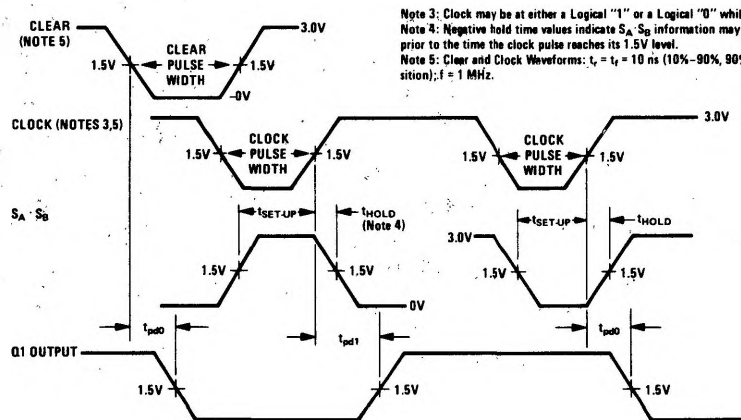 Note 3: Clock may be at either a Logical "1" or a Logical "0" whil
Note 4: Negative hold time values indicate SA·SB information may
prior to the time the clock pulse reaches its 1.5V level.
Note 5: Clear and Clock Waveforms: tr = tf = 10 ns (10%–90%, 90%
sition); f = 1 MHz.
CLEAR
(NOTE 5)
3.0V
1.5V
CLEAR
PULSE
WIDTH
1.5V
0V
CLOCK (NOTES 3,5)
3.0V
1.5V
CLOCK
PULSE
WIDTH
1.5V
1.5V
CLOCK
PULSE
WIDTH
1.5V
SA·SB
tSET-UP
tHOLD
(Note 4)
tSET-UP
tHOLD
3.0V
1.5V
1.5V
1.5V
1.5V
0V
tpd0
tpd1
tpd0
Q1 OUTPUT
1.5V
1.5V
1.5V